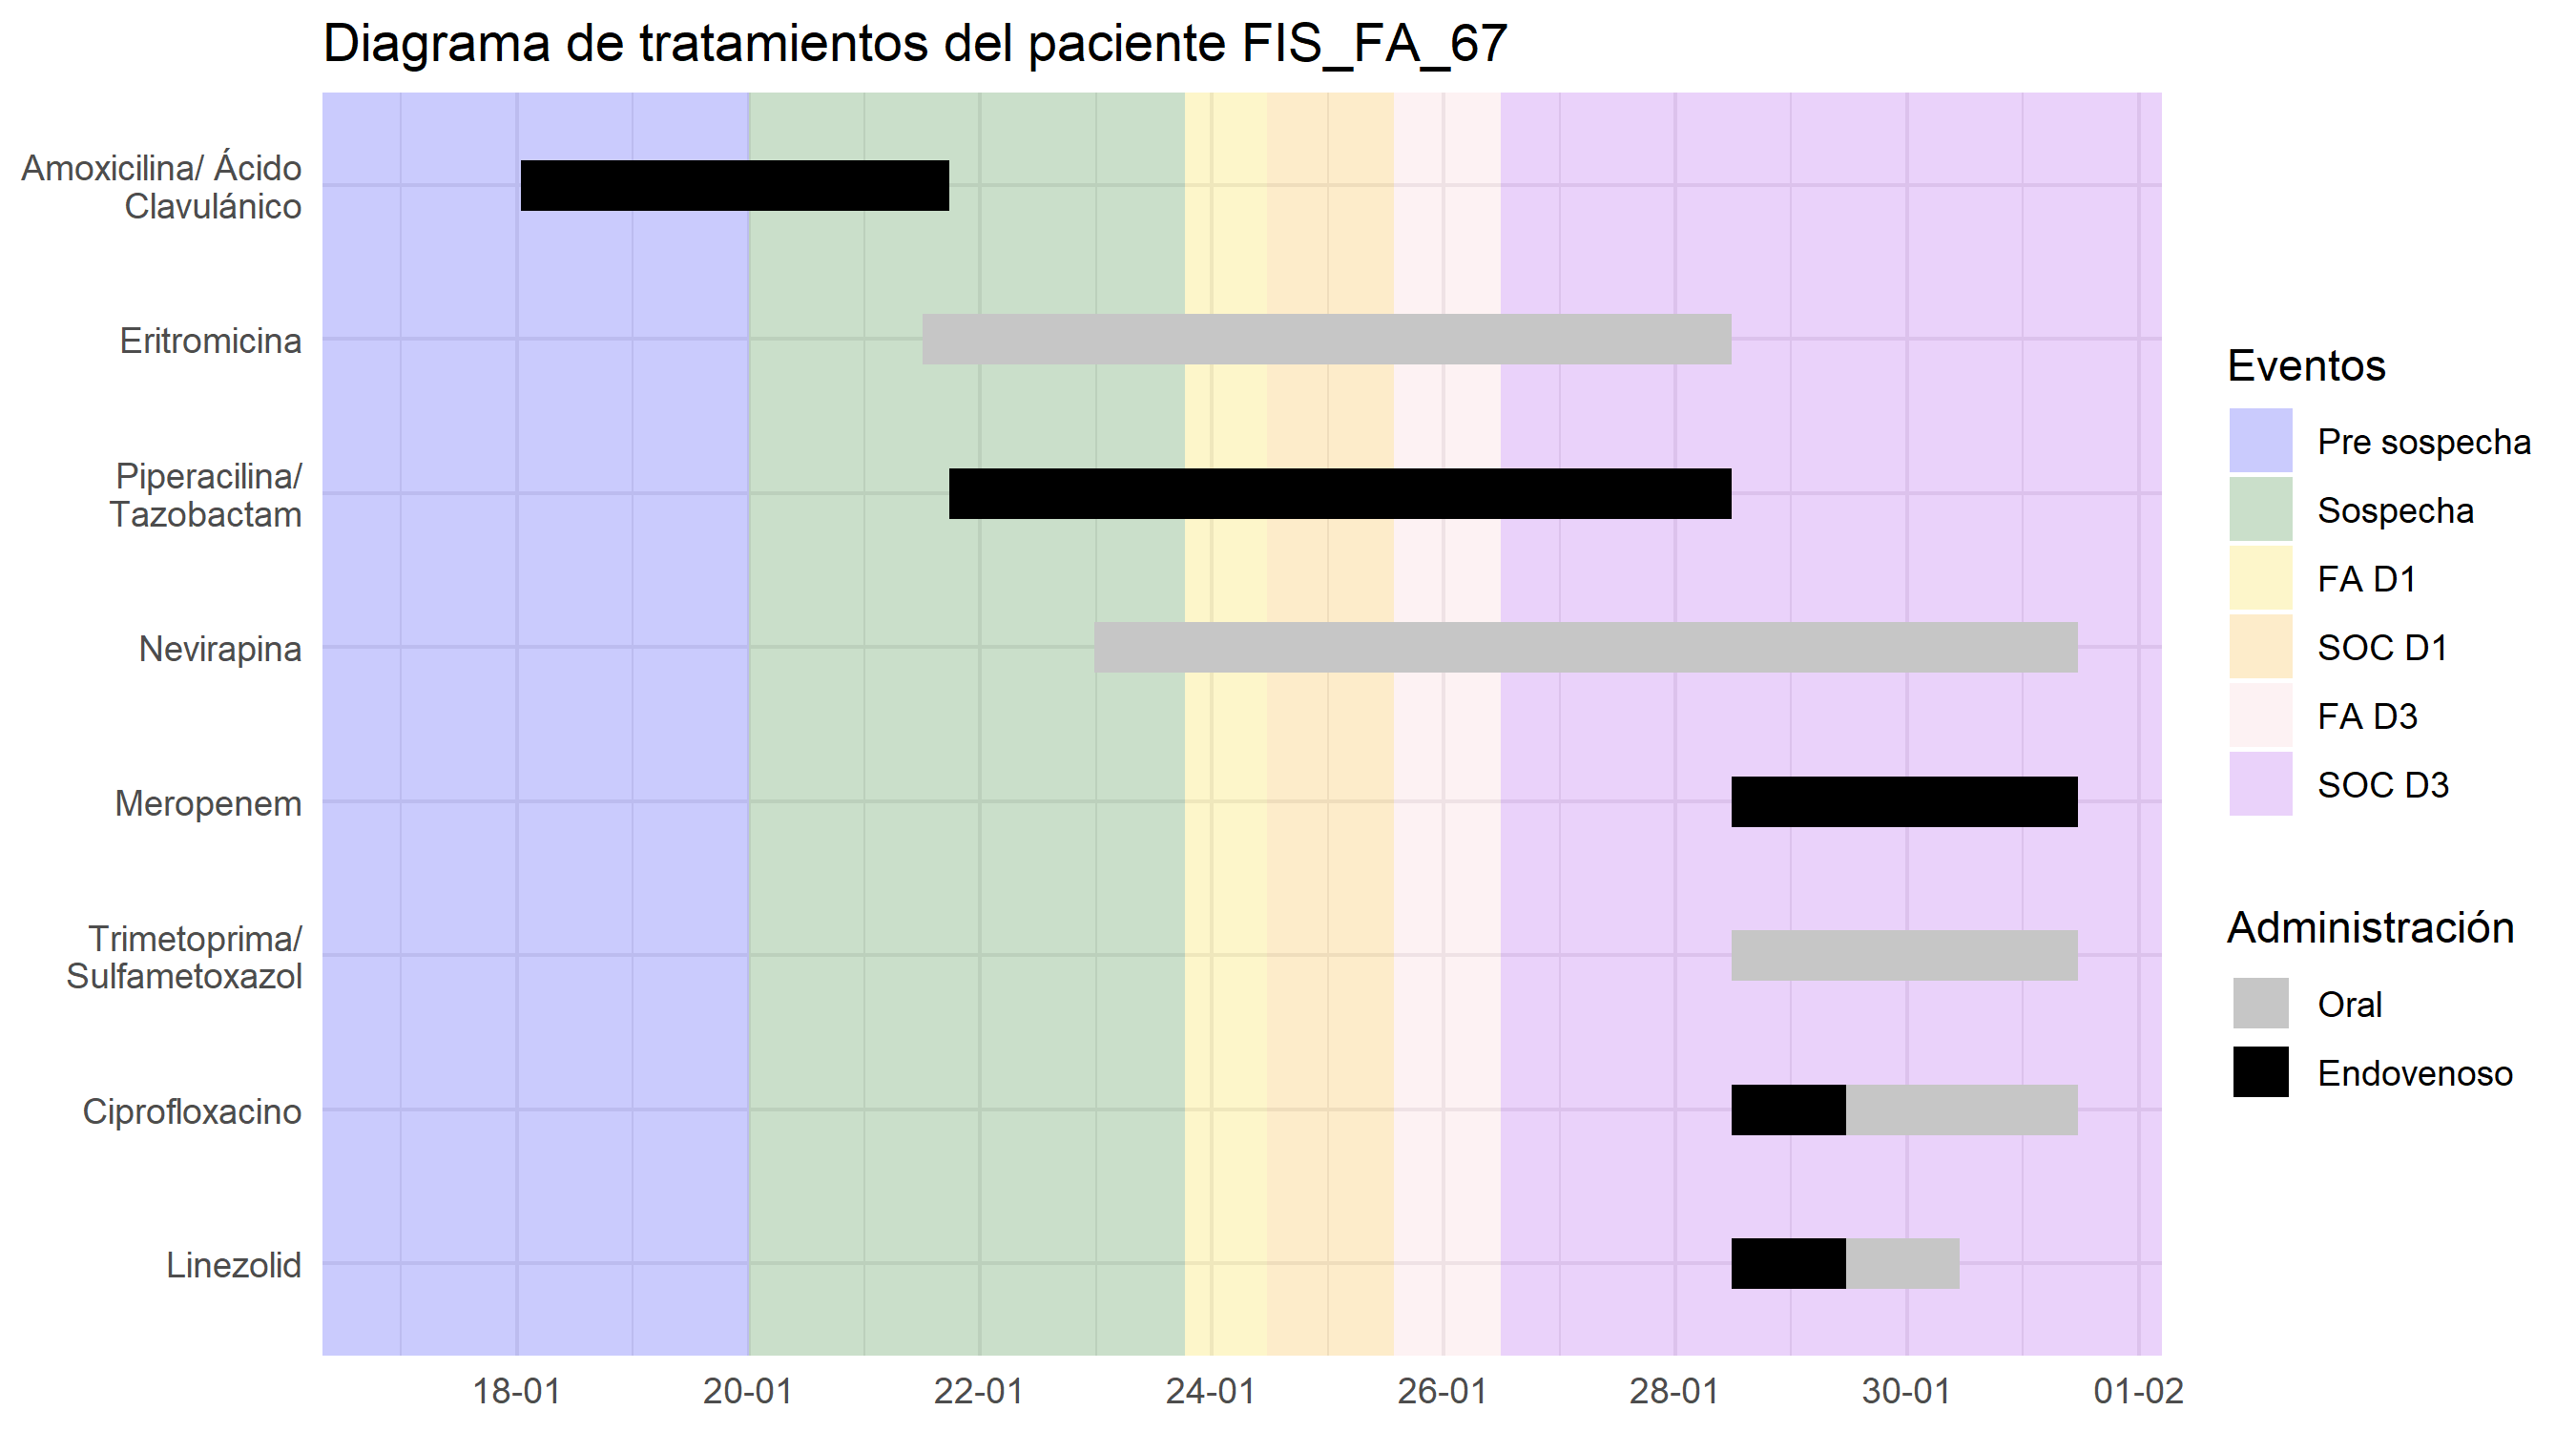 Diagrama de tratamientos del paciente FIS_FA_67
Amoxicilina/ Ácido
Clavulánico
Eritromicina
Piperacilina/
Tazobactam
Nevirapina
Meropenem
Trimetoprima/
Sulfametoxazol
Ciprofloxacino
Linezolid
18-01
20-01
22-01
24-01
26-01
28-01
30-01
01-02
Eventos
Pre sospecha
Sospecha
FA D1
SOC D1
FA D3
SOC D3
Administración
Oral
Endovenoso